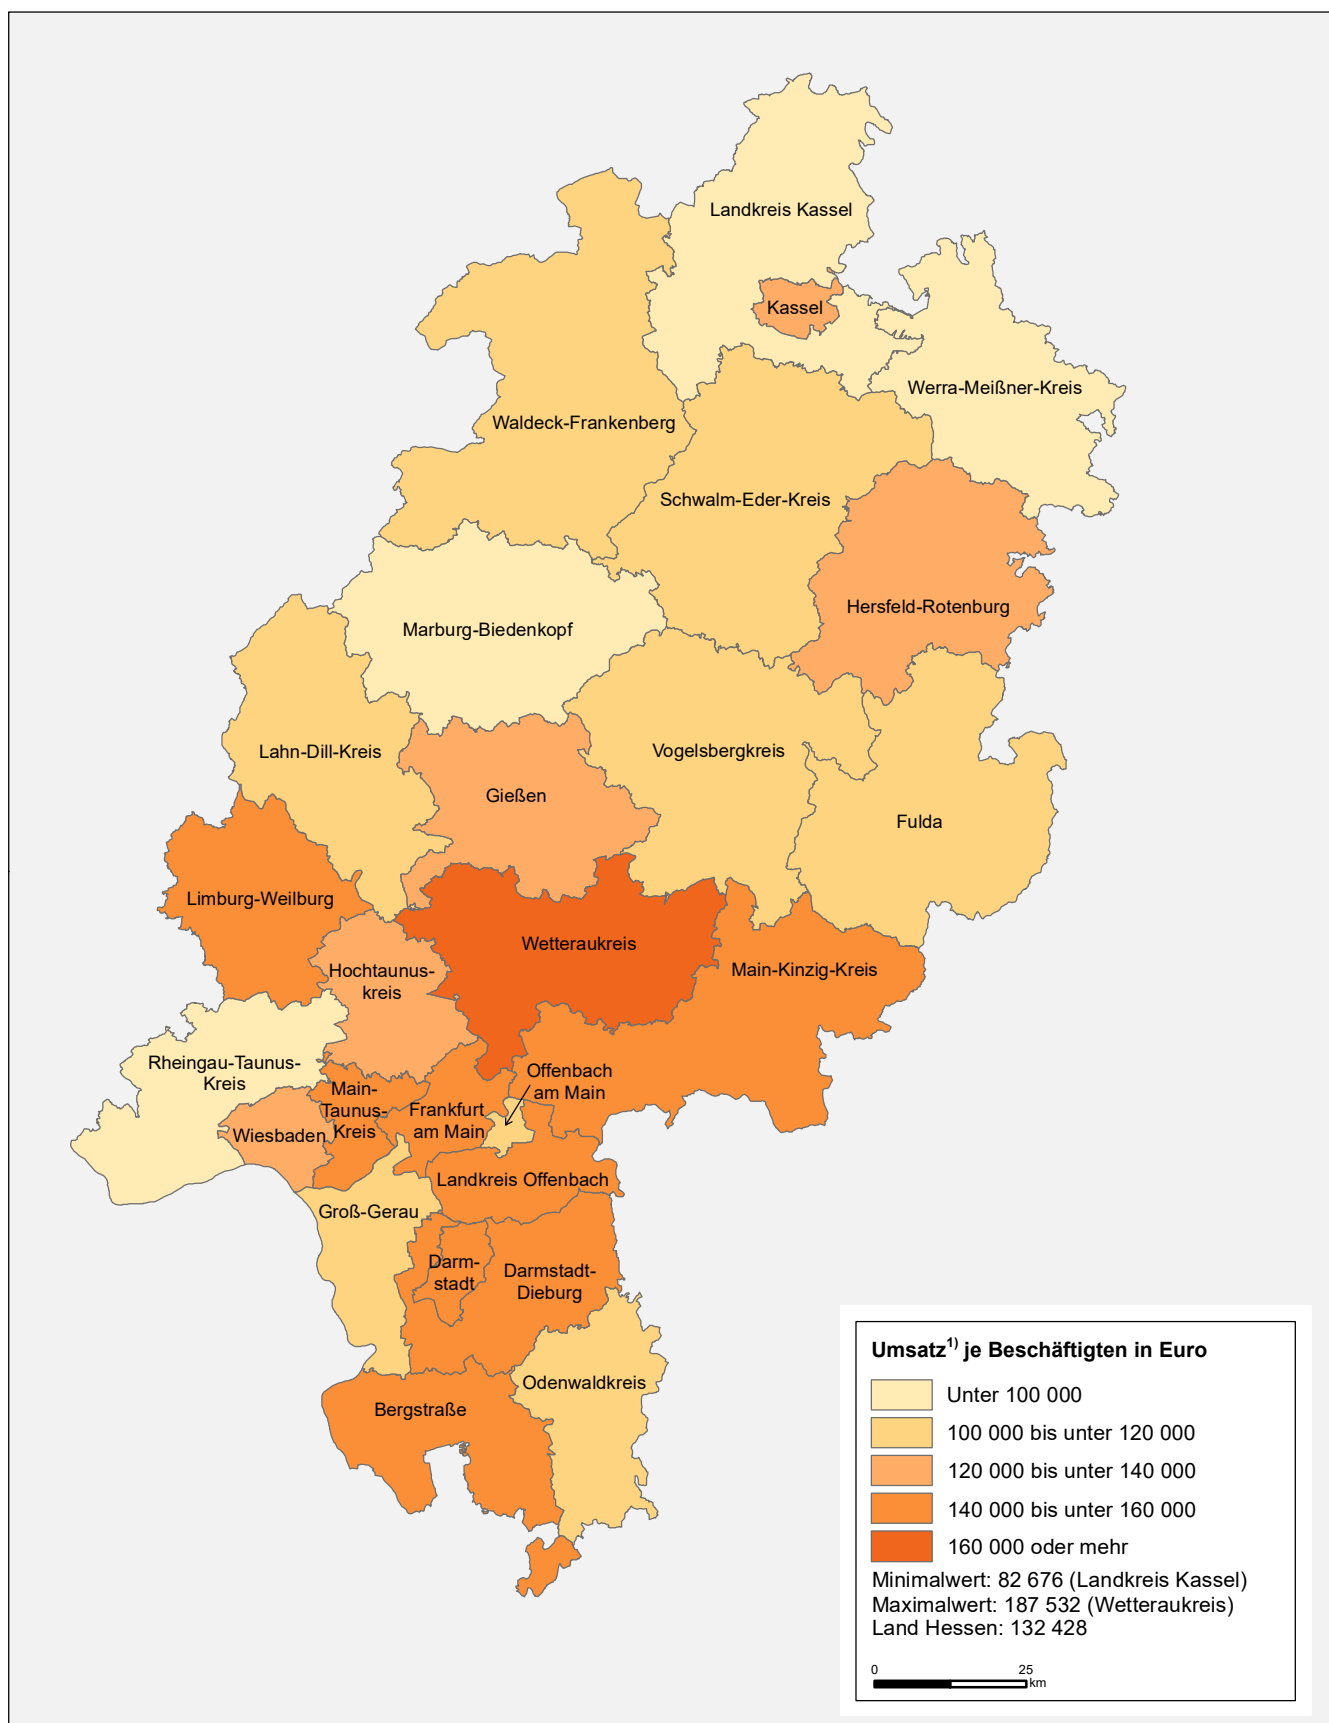 Landkreis Kassel
Kassel
Werra-Meißner-Kreis
Waldeck-Frankenberg
Schwalm-Eder-Kreis
Hersfeld-Rotenburg
Marburg-Biedenkopf
Lahn-Dill-Kreis
Vogelsbergkreis
Gießen
Fulda
Limburg-Weilburg
Wetteraukreis
Hochtaunus-
kreis
Main-Kinzig-Kreis
Rheingau-Taunus-
Kreis
Offenbach
am Main
Main-
Taunus-
Kreis
Frankfurt
am Main
Wiesbaden
Landkreis Offenbach
Groß-Gerau
Darm-
stadt
Darmstadt-
Dieburg
Odenwaldkreis
Bergstraße
Umsatz1) je Beschäftigten in Euro
Unter 100 000
100 000 bis unter 120 000
120 000 bis unter 140 000
140 000 bis unter 160 000
160 000 oder mehr
Minimalwert: 82 676 (Landkreis Kassel)
Maximalwert: 187 532 (Wetteraukreis)
Land Hessen: 132 428
0 25
km